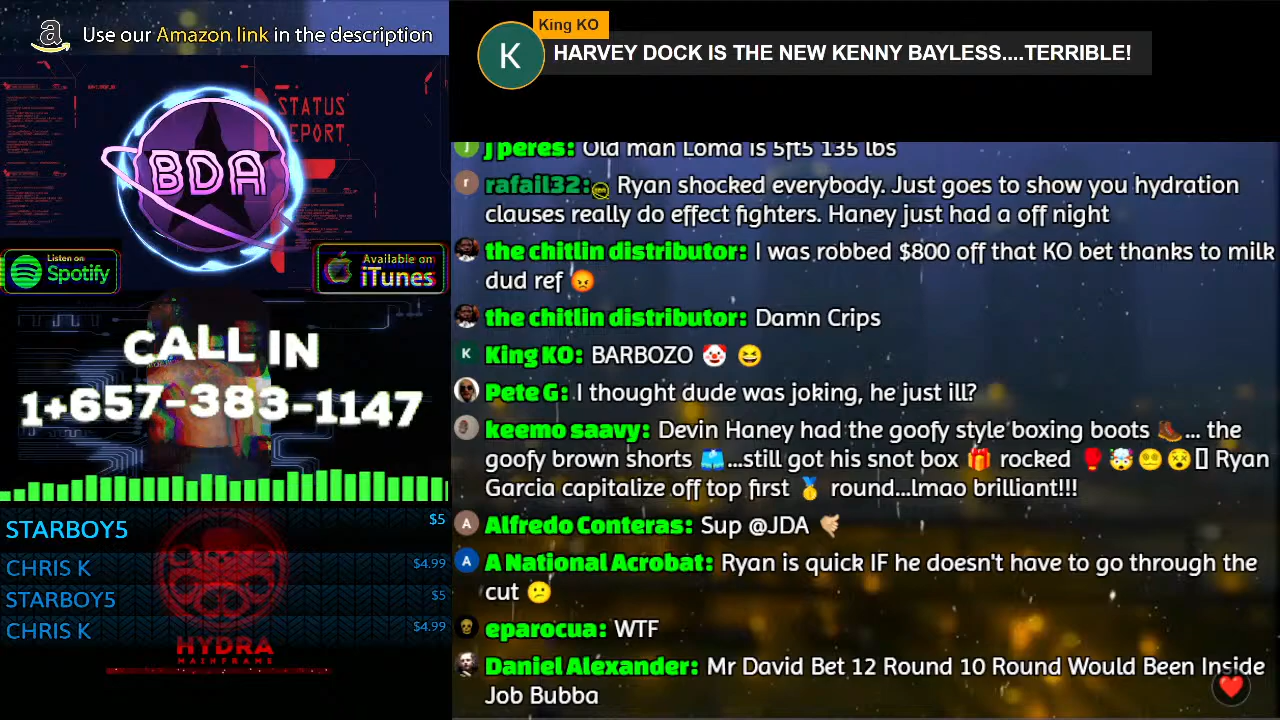 Use our Amazon link in the description
STATUS
REPORT
BDA
Listen on
Spotify
Available on
iTunes
CALL IN
1+657-383-1147
STARBOY5 $5
CHRIS K $4.99
STARBOY5 $5
CHRIS K $4.99
HYDRA
MAINFRAME
King KO
K
HARVEY DOCK IS THE NEW KENNY BAYLESS....TERRIBLE!
j peres: Old man Loma is 5ft5 135 lbs
r rafail32: Ryan shocked everybody. Just goes to show you hydration
clauses really do effect fighters. Haney just had a off night
the chitlin distributor: I was robbed $800 off that KO bet thanks to milk
dud ref 😡
the chitlin distributor: Damn Crips
K King KO: BARBOZO 🤡 😆
Pete G: I thought dude was joking, he just ill?
keemo saavy: Devin Haney had the goofy style boxing boots 🥾... the
goofy brown shorts 🩳...still got his snot box 🎁 rocked 🥊🤯😵‍💫😵▯ Ryan
Garcia capitalize off top first 🥇 round...lmao brilliant!!!
A Alfredo Conteras: Sup @JDA 🤙🏼
A A National Acrobat: Ryan is quick IF he doesn't have to go through the
cut 😕
eparocua: WTF
Daniel Alexander: Mr David Bet 12 Round 10 Round Would Been Inside
Job Bubba